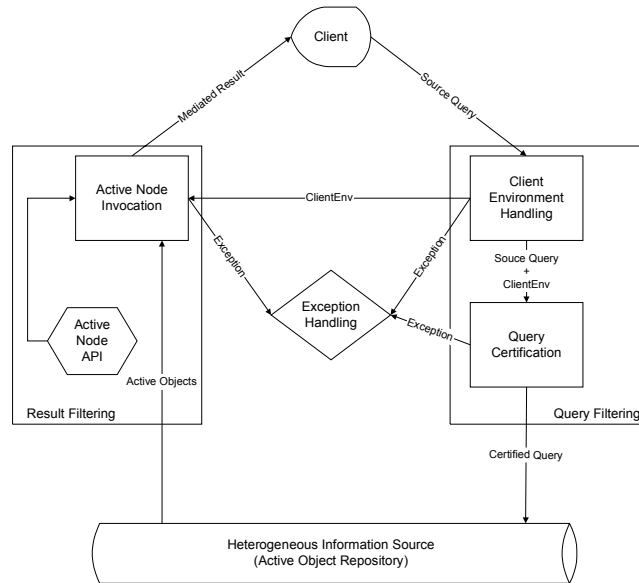 Client
Mediated Result
Source Query
Active Node
Invocation
ClientEnv
Client
Environment
Handling
Exception
Exception
Souce Query
+
ClientEnv
Exception
Handling
Exception
Query
Certification
Active
Node
API
Active Objects
Result Filtering
Query Filtering
Certified Query
Heterogeneous Information Source
(Active Object Repository)